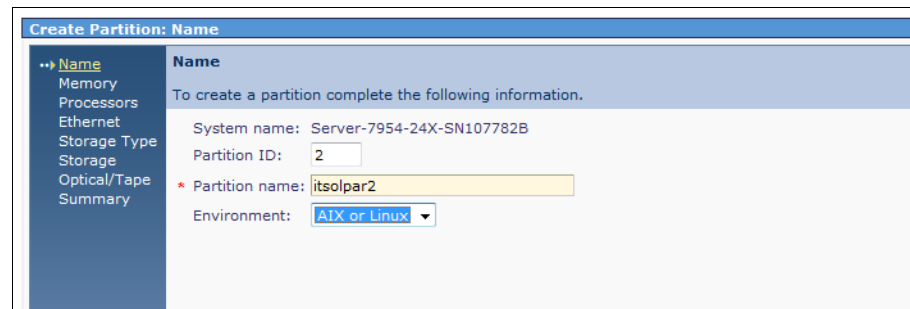 Create Partition: Name
Name
Memory
Processors
Ethernet
Storage Type
Storage
Optical/Tape
Summary
Name
To create a partition complete the following information.
System name: Server-7954-24X-SN107782B
Partition ID: 2
* Partition name: itsolpar2
Environment: AIX or Linux